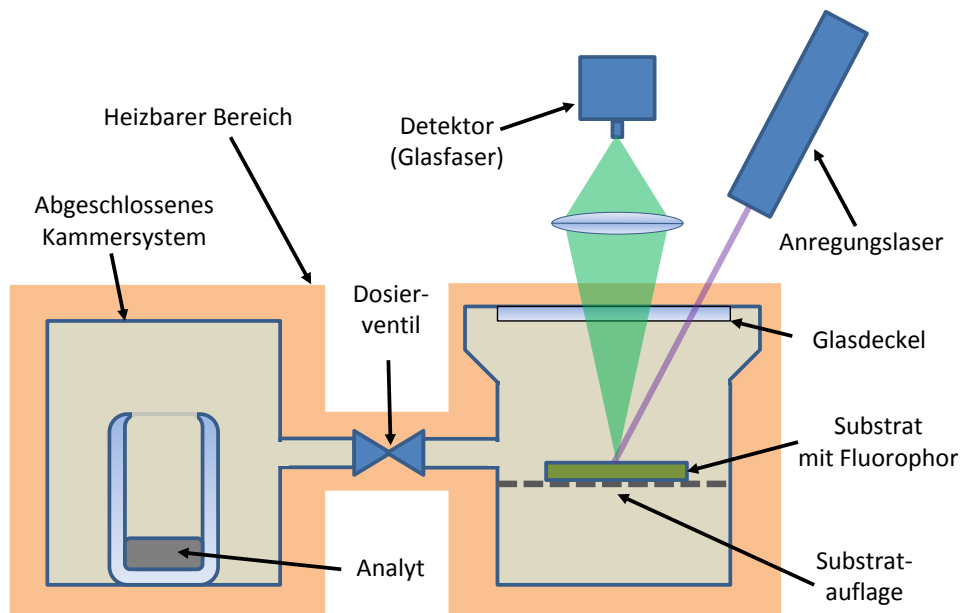 Heizbarer Bereich
Detektor
(Glasfaser)
Abgeschlossenes
Kammersystem
Anregungslaser
Dosier-
ventil
Glasdeckel
Substrat
mit Fluorophor
Analyt
Substrat-
auflage